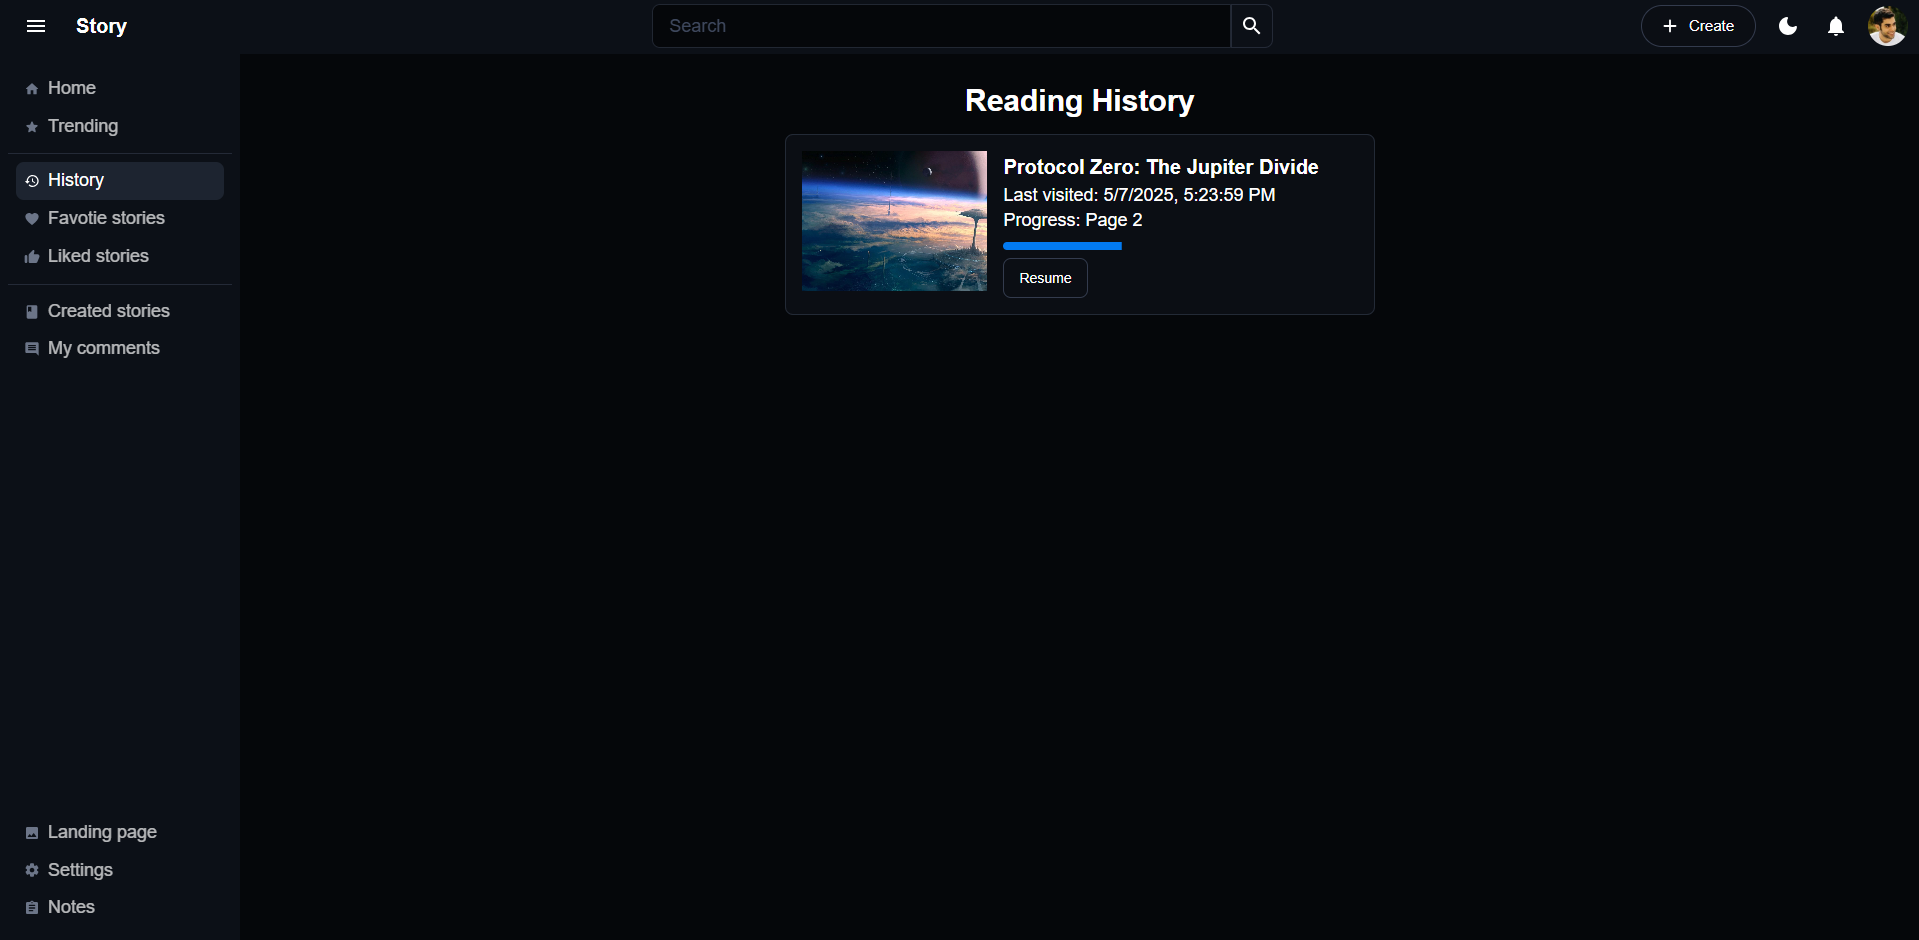 Story
Search
Create
Home
Trending
History
Favotie stories
Liked stories
Created stories
My comments
Landing page
Settings
Notes
Reading History
Protocol Zero: The Jupiter Divide
Last visited: 5/7/2025, 5:23:59 PM
Progress: Page 2
Resume